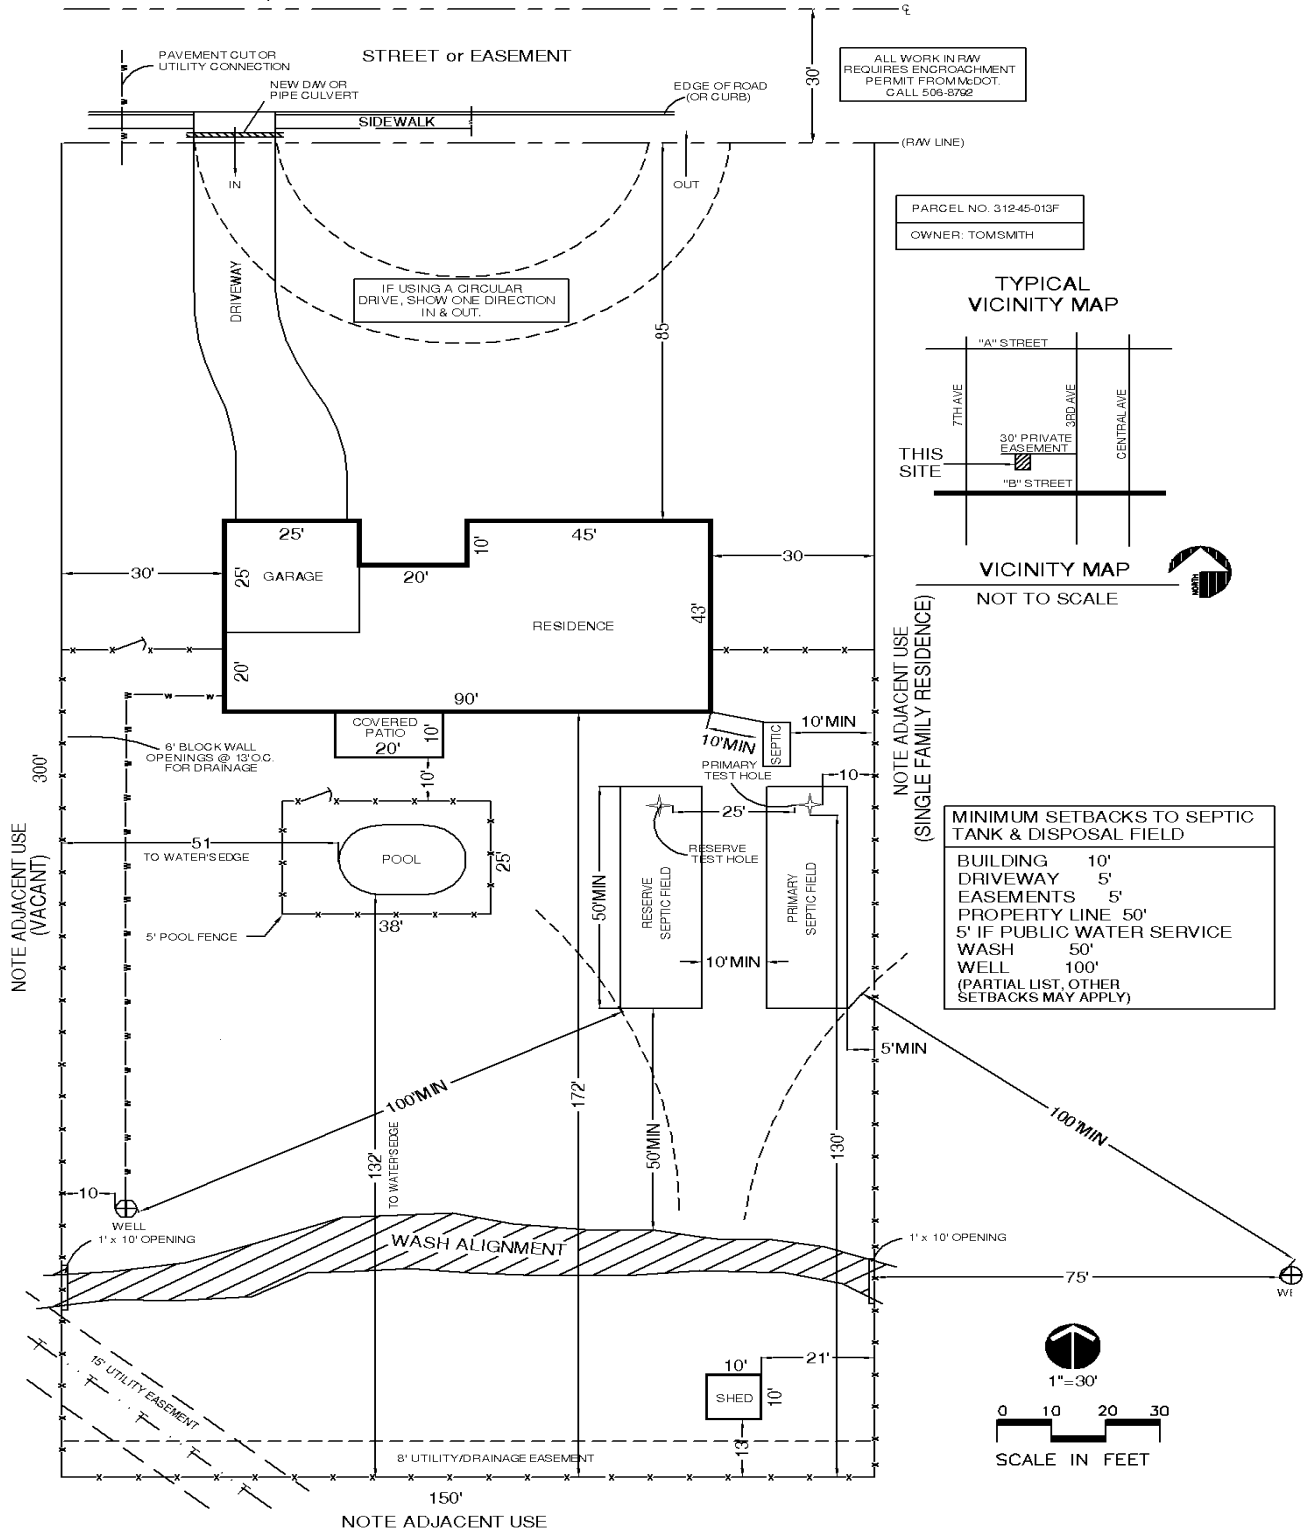 ℄
STREET or EASEMENT
PAVEMENT CUT OR
UTILITY CONNECTION
NEW D/W OR
PIPE CULVERT
EDGE OF ROAD
(OR CURB)
30'
ALL WORK IN R/W
REQUIRES ENCROACHMENT
PERMIT FROM McDOT.
CALL 506-8792
SIDEWALK
(R/W LINE)
IN
OUT
PARCEL NO. 312-45-013F
OWNER: TOM SMITH
DRIVEWAY
IF USING A CIRCULAR
DRIVE, SHOW ONE DIRECTION
IN & OUT.
85
TYPICAL
VICINITY MAP
"A" STREET
7TH AVE
3RD AVE
CENTRAL AVE
30' PRIVATE
EASEMENT
THIS
SITE
"B" STREET
VICINITY MAP
NOT TO SCALE
NORTH
25'
10'
45'
20'
30'
25'
GARAGE
30
43'
RESIDENCE
20'
90'
COVERED
PATIO
20'
10'
10'
6' BLOCK WALL
OPENINGS @ 13' O.C.
FOR DRAINAGE
300'
NOTE ADJACENT USE
(VACANT)
NOTE ADJACENT USE
(SINGLE FAMILY RESIDENCE)
10'MIN
SEPTIC
10'MIN
PRIMARY
TEST HOLE
10
25'
RESERVE
TEST HOLE
51
TO WATER'S EDGE
POOL
25'
38'
5' POOL FENCE
50'MIN
RESERVE
SEPTIC FIELD
PRIMARY
SEPTIC FIELD
10'MIN
MINIMUM SETBACKS TO SEPTIC
TANK & DISPOSAL FIELD
BUILDING 10'
DRIVEWAY 5'
EASEMENTS 5'
PROPERTY LINE 50'
5' IF PUBLIC WATER SERVICE
WASH 50'
WELL 100'
(PARTIAL LIST, OTHER
SETBACKS MAY APPLY)
5'MIN
100'MIN
100'MIN
172'
50'MIN
130'
132'
TO WATER'S EDGE
10
WELL
1' x 10' OPENING
WASH ALIGNMENT
1' x 10' OPENING
75'
WE
15' UTILITY EASEMENT
10'
21'
SHED
10'
13'
8' UTILITY/DRAINAGE EASEMENT
150'
NOTE ADJACENT USE
1"=30'
0 10 20 30
SCALE IN FEET